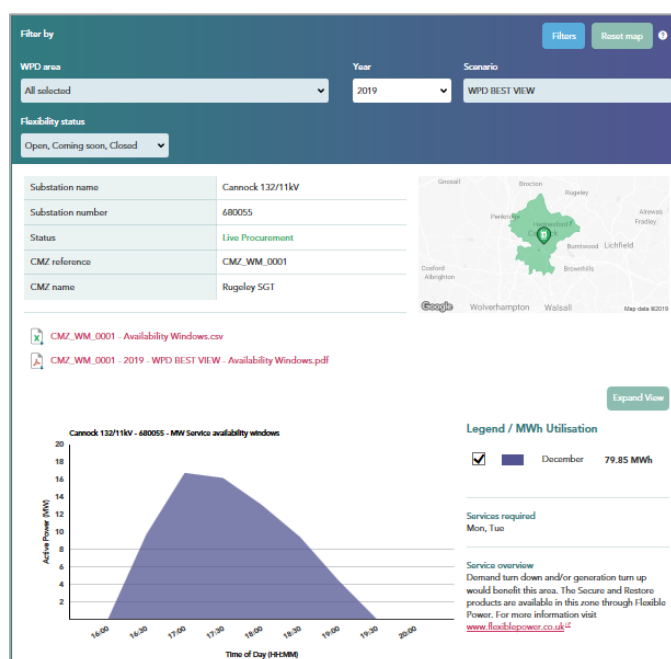 Filter by
Filters
Reset map
?
WPD area
Year
Scenario
All selected
2019
WPD BEST VIEW
Flexibility status
Open, Coming soon, Closed
Substation name
Cannock 132/11kV
Substation number
680055
Status
Live Procurement
CMZ reference
CMZ_WM_0001
CMZ name
Rugeley SGT
Gnosall
Brocton
Rugeley
Penkridge
Alrewas
Fradley
Hednesford
Burntwood
Lichfield
Cosford
Albrighton
Brownhills
Google
Wolverhampton
Walsall
Map data ©2019
CMZ_WM_0001 - Availability Windows.csv
CMZ_WM_0001 - 2019 - WPD BEST VIEW - Availability Windows.pdf
Expand View
Cannock 132/11kV - 680055 - MW Service availability windows
Active Power (MW)
20
18
16
14
12
10
8
6
4
2
16:00
16:30
17:00
17:30
18:00
18:30
19:00
19:30
20:00
Time of Day (HH:MM)
Legend / MWh Utilisation
December 79.85 MWh
Services required
Mon, Tue
Service overview
Demand turn down and/or generation turn up
would benefit this area. The Secure and Restore
products are available in this zone through Flexible
Power. For more information visit
www.flexiblepower.co.uk